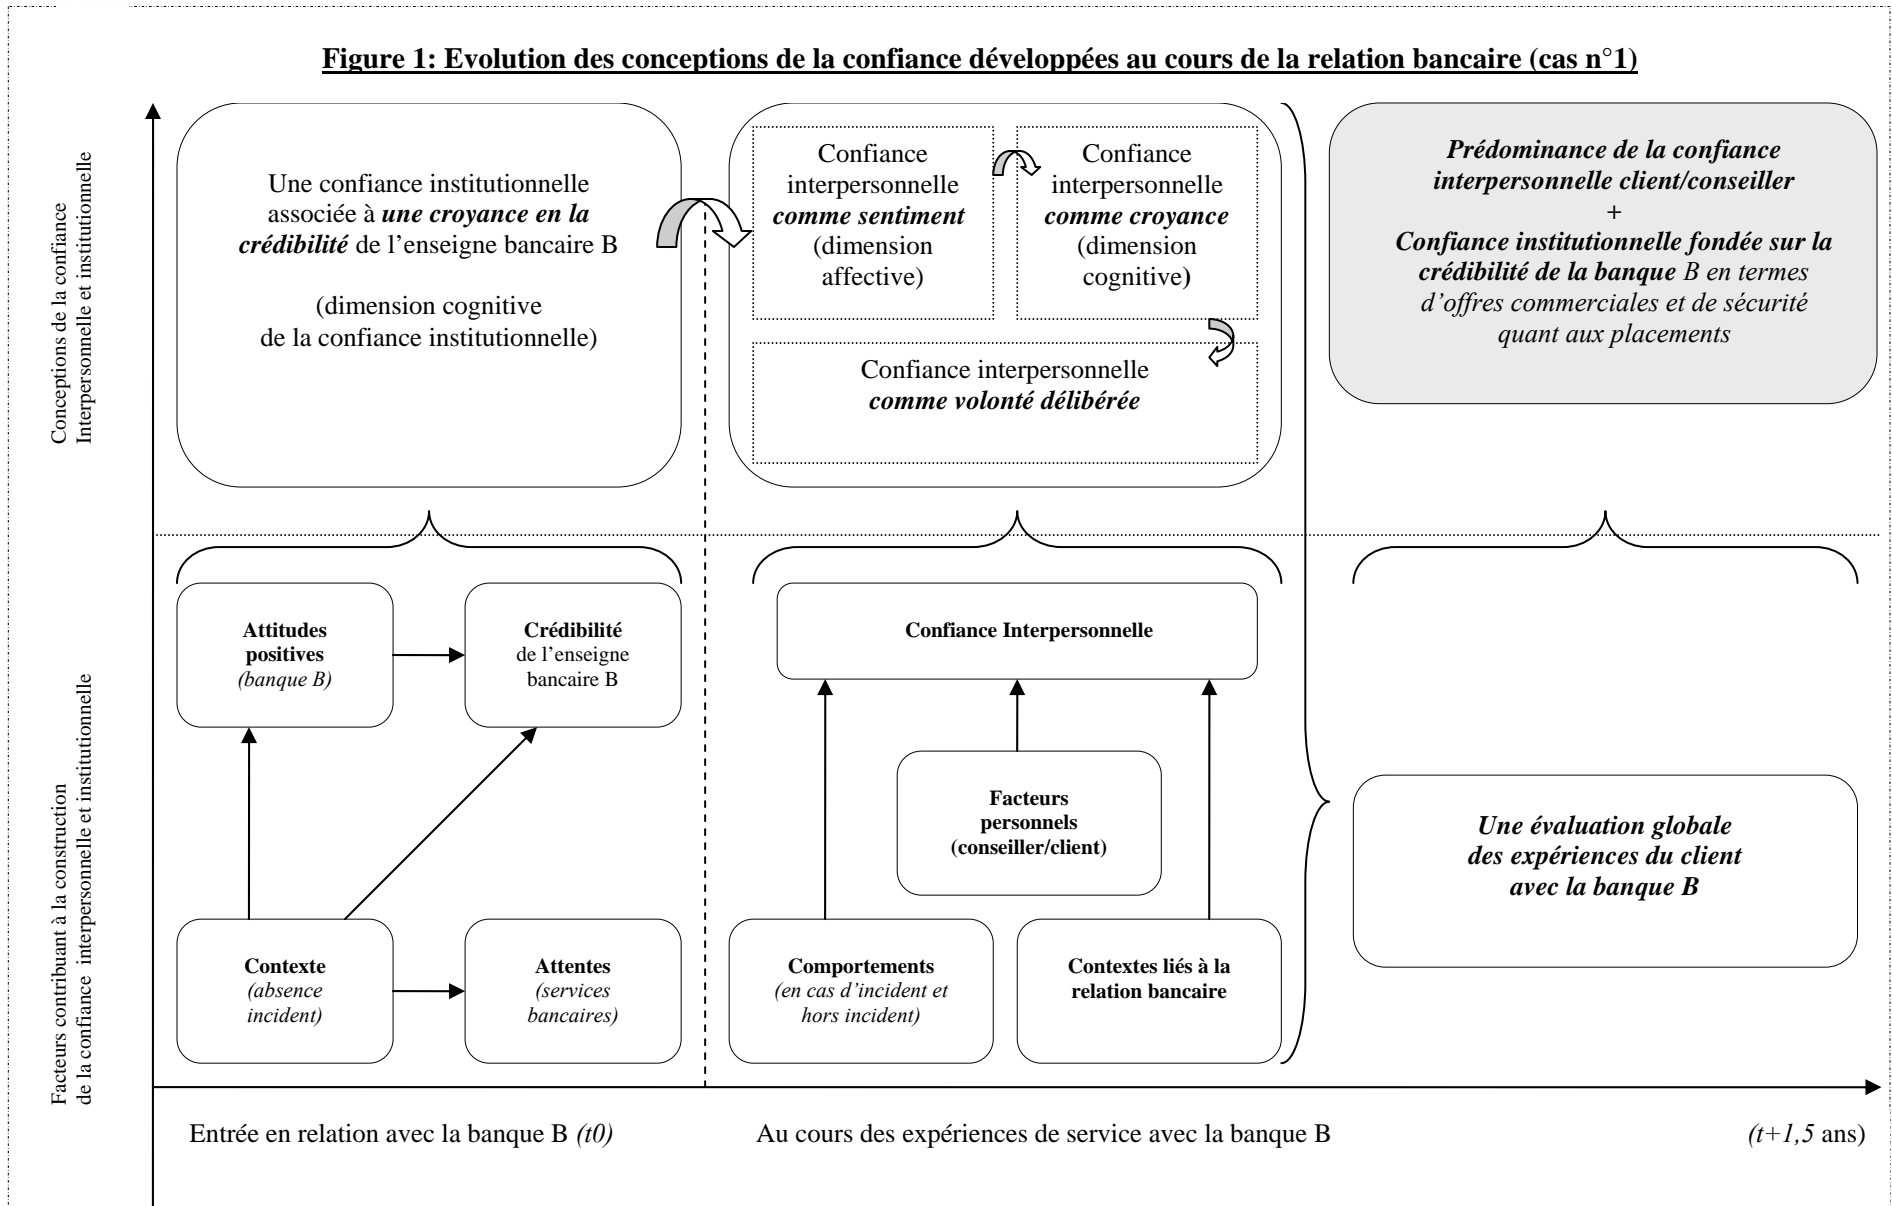 Figure 1: Evolution des conceptions de la confiance développées au cours de la relation bancaire (cas n°1)
Conceptions de la confiance
Interpersonnelle et institutionnelle
Une confiance institutionnelle
associée à une croyance en la
crédibilité de l’enseigne bancaire B
(dimension cognitive
de la confiance institutionnelle)
Confiance
interpersonnelle
comme sentiment
(dimension
affective)
Confiance
interpersonnelle
comme croyance
(dimension
cognitive)
Confiance interpersonnelle
comme volonté délibérée
Prédominance de la confiance
interpersonnelle client/conseiller
+
Confiance institutionnelle fondée sur la
crédibilité de la banque B en termes
d’offres commerciales et de sécurité
quant aux placements
Facteurs contribuant à la construction
de la confiance interpersonnelle et institutionnelle
Attitudes
positives
(banque B)
Crédibilité
de l’enseigne
bancaire B
Contexte
(absence
incident)
Attentes
(services
bancaires)
Confiance Interpersonnelle
Facteurs
personnels
(conseiller/client)
Comportements
(en cas d’incident et
hors incident)
Contextes liés à la
relation bancaire
Une évaluation globale
des expériences du client
avec la banque B
Entrée en relation avec la banque B (t0)
Au cours des expériences de service avec la banque B
(t+1,5 ans)